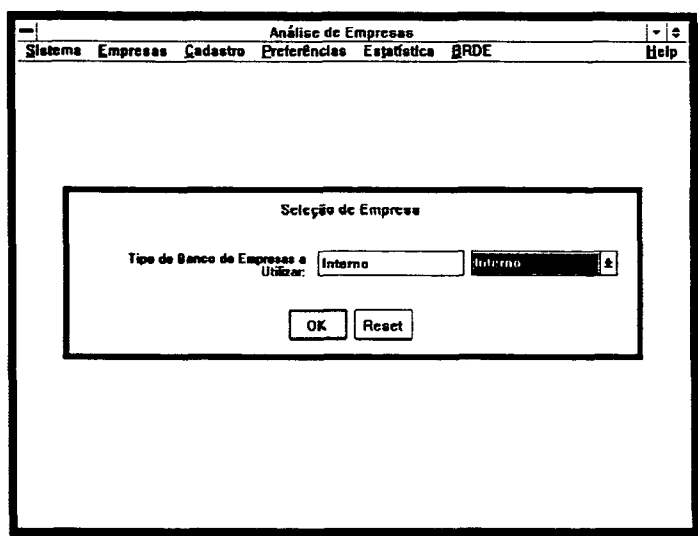 Análise de Empresas
Sistema Empresas Cadastro Preferências Estatística BRDE Help
Seleção de Empresa
Tipo de Banco de Empresas a Utilizar: Interno Interno
OK Reset